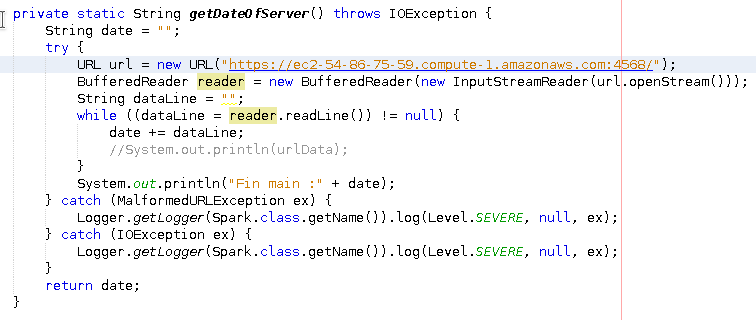 private static String getDateOfServer() throws IOException {
    String date = "";
    try {
        URL url = new URL("https://ec2-54-86-75-59.compute-1.amazonaws.com:4568/");
        BufferedReader reader = new BufferedReader(new InputStreamReader(url.openStream()));
        String dataLine = "";
        while ((dataLine = reader.readLine()) != null) {
            date += dataLine;
            //System.out.println(urlData);
        }
        System.out.println("Fin main :" + date);
    } catch (MalformedURLException ex) {
        Logger.getLogger(Spark.class.getName()).log(Level.SEVERE, null, ex);
    } catch (IOException ex) {
        Logger.getLogger(Spark.class.getName()).log(Level.SEVERE, null, ex);
    }
    return date;
}